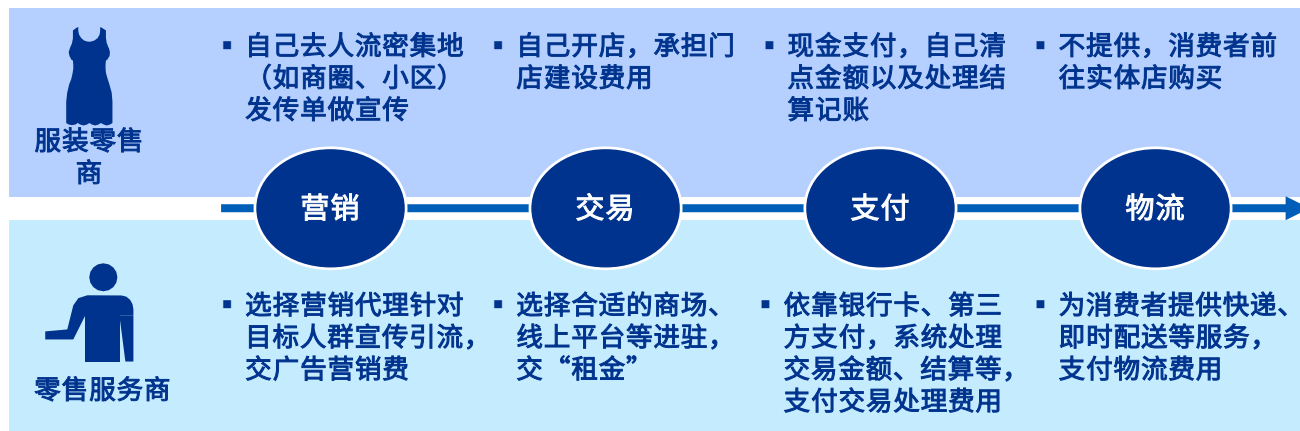 服装零售
商
▪ 自己去人流密集地
（如商圈、小区）
发传单做宣传
▪ 自己开店，承担门
店建设费用
▪ 现金支付，自己清
点金额以及处理结
算记账
▪ 不提供，消费者前
往实体店购买
营销
交易
支付
物流
零售服务商
▪ 选择营销代理针对
目标人群宣传引流，
交广告营销费
▪ 选择合适的商场、
线上平台等进驻，
交“租金”
▪ 依靠银行卡、第三
方支付，系统处理
交易金额、结算等，
支付交易处理费用
▪ 为消费者提供快递、
即时配送等服务，
支付物流费用